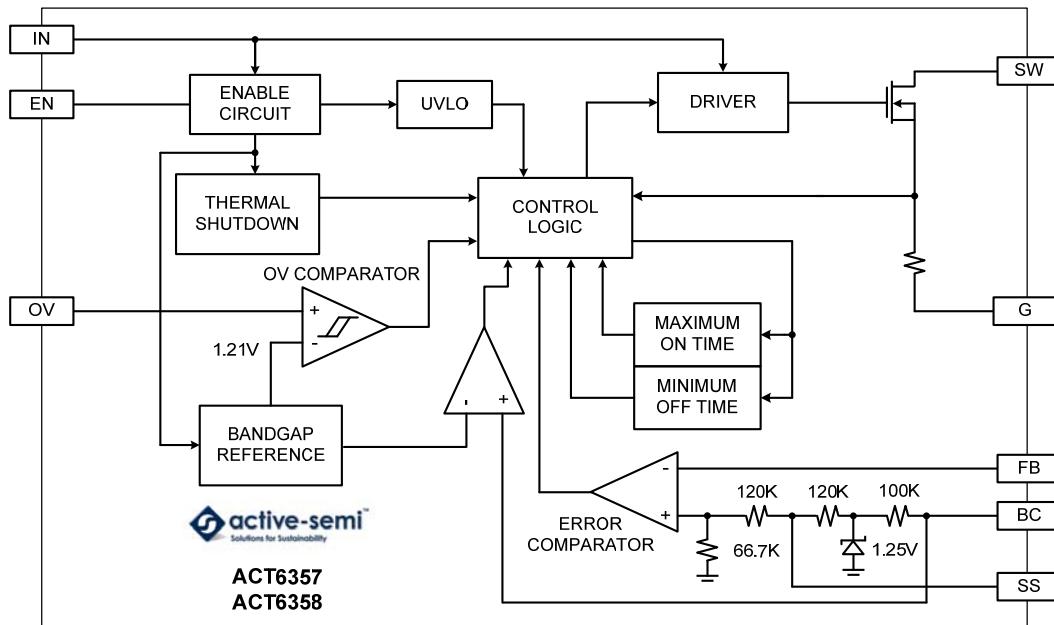 IN
SW
EN
ENABLE
CIRCUIT
UVLO
DRIVER
THERMAL
SHUTDOWN
CONTROL
LOGIC
OV COMPARATOR
OV
+
-
1.21V
G
MAXIMUM
ON TIME
MINIMUM
OFF TIME
- +
BANDGAP
REFERENCE
FB
-
+
120K 120K 100K
BC
ERROR
COMPARATOR
66.7K
1.25V
SS
active-semi™
Solutions for Sustainability
ACT6357
ACT6358